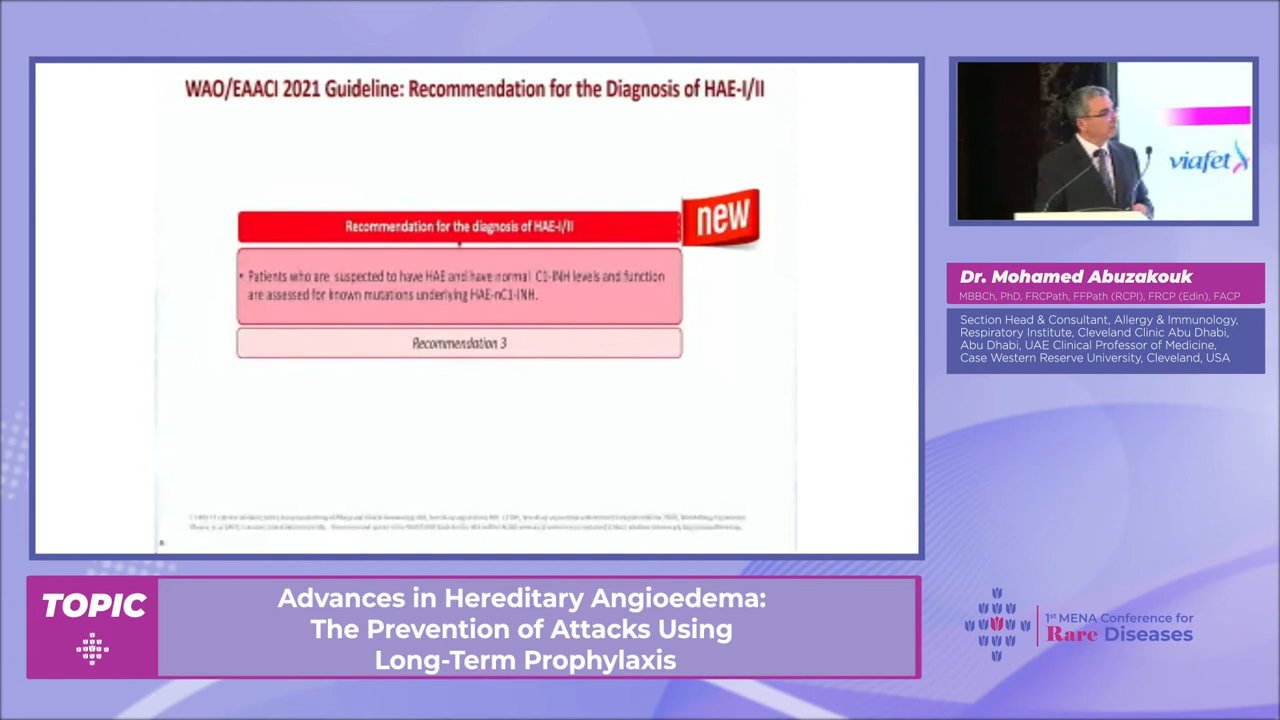 WAO/EAACI 2021 Guideline: Recommendation for the Diagnosis of HAE-I/II
new
Recommendation for the diagnosis of HAE-I/II
• Patients who are suspected to have HAE and have normal C1-INH levels and function
are assessed for known mutations underlying HAE-nC1-INH.
Recommendation 3
viafet
Dr. Mohamed Abuzakouk
MBBCh, PhD, FRCPath, FFPath (RCPI), FRCP (Edin), FACP
Section Head & Consultant, Allergy & Immunology,
Respiratory Institute, Cleveland Clinic Abu Dhabi,
Abu Dhabi, UAE Clinical Professor of Medicine,
Case Western Reserve University, Cleveland, USA
TOPIC
Advances in Hereditary Angioedema:
The Prevention of Attacks Using
Long-Term Prophylaxis
1st MENA Conference for
Rare Diseases